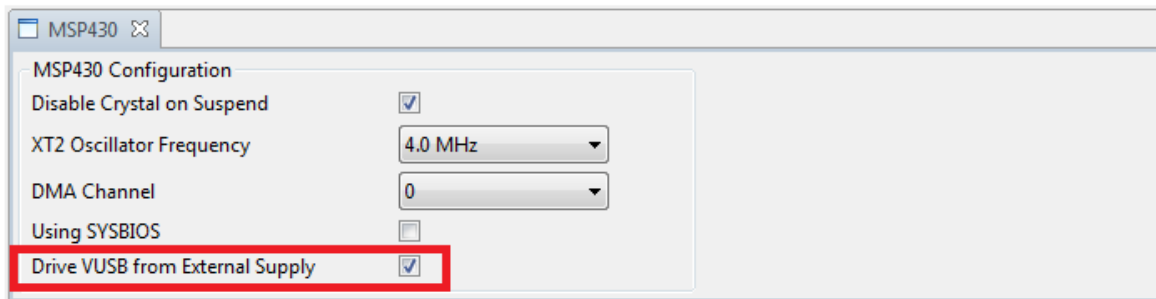 MSP430
MSP430 Configuration
Disable Crystal on Suspend
XT2 Oscillator Frequency 4.0 MHz
DMA Channel 0
Using SYSBIOS
Drive VUSB from External Supply